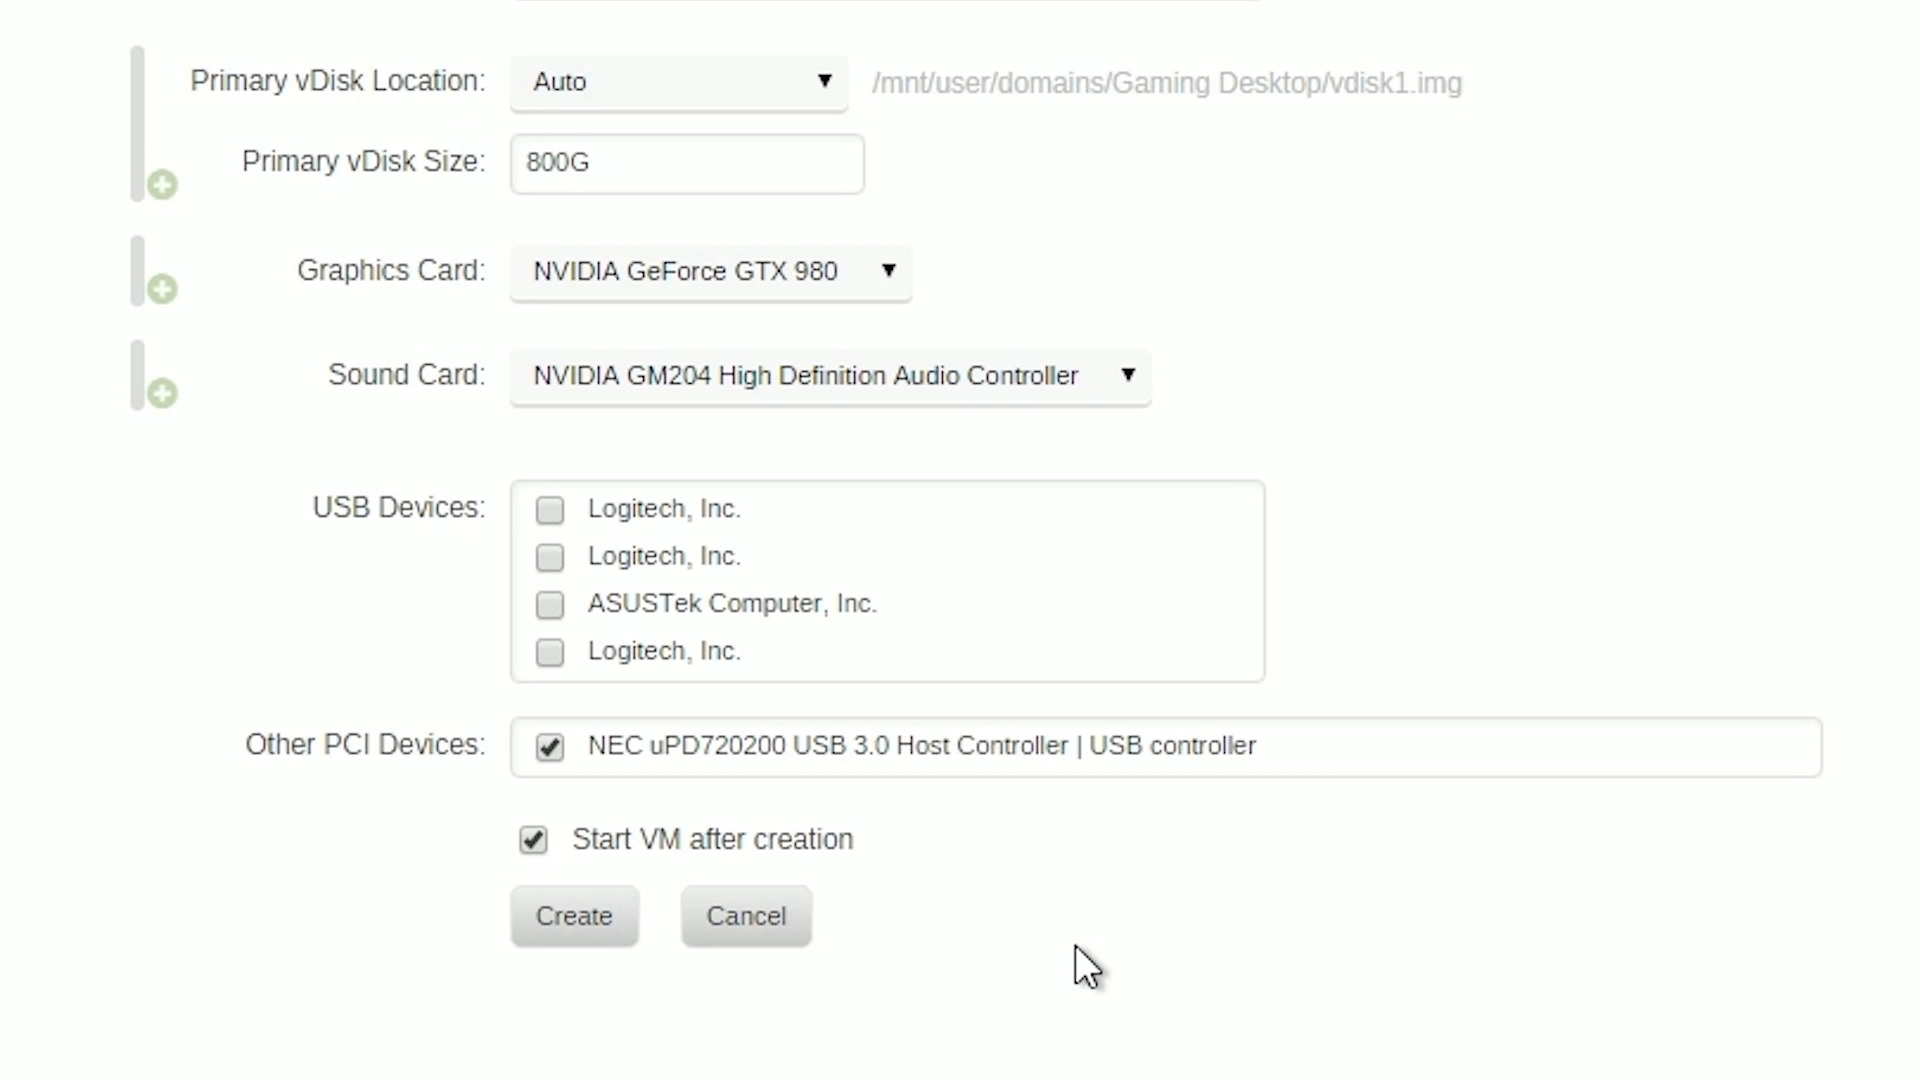 Primary vDisk Location: Auto /mnt/user/domains/Gaming Desktop/vdisk1.img
Primary vDisk Size: 800G
Graphics Card: NVIDIA GeForce GTX 980
Sound Card: NVIDIA GM204 High Definition Audio Controller
USB Devices: Logitech, Inc.
Logitech, Inc.
ASUSTek Computer, Inc.
Logitech, Inc.
Other PCI Devices: NEC uPD720200 USB 3.0 Host Controller | USB controller
Start VM after creation
Create Cancel